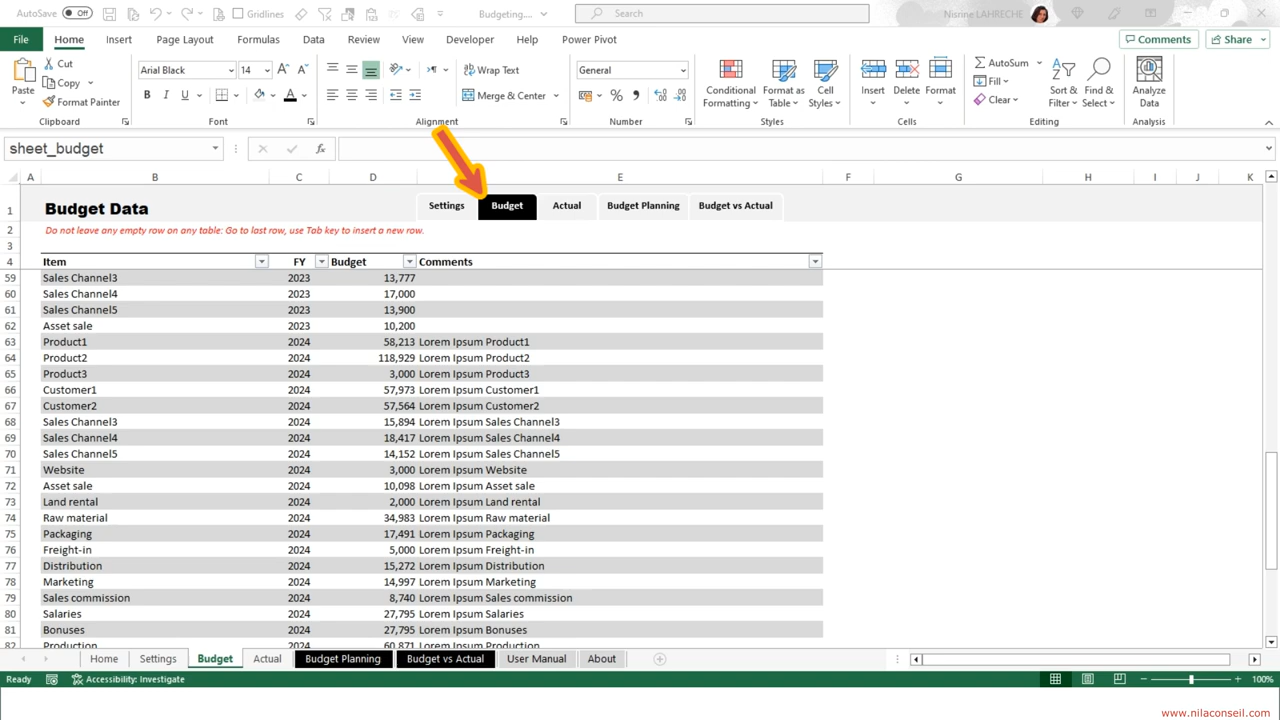 AutoSave Off Gridlines Budgeting.... Search Nisrine LAHRECHE
File Home Insert Page Layout Formulas Data Review View Developer Help Power Pivot Comments Share
Paste Cut Copy Format Painter Clipboard
Arial Black 14 A A B I U A Font
Wrap Text Merge & Center Alignment
General % , Number
Conditional Formatting Format as Table Cell Styles Styles
Insert Delete Format Cells
AutoSum Fill Clear Sort & Filter Find & Select Editing
Analyze Data Analysis
sheet_budget fx
A B C D E F G H I J K
1 Budget Data Settings Budget Actual Budget Planning Budget vs Actual
2 Do not leave any empty row on any table: Go to last row, use Tab key to insert a new row.
3
4 Item FY Budget Comments
59 Sales Channel3 2023 13,777
60 Sales Channel4 2023 17,000
61 Sales Channel5 2023 13,900
62 Asset sale 2023 10,200
63 Product1 2024 58,213 Lorem Ipsum Product1
64 Product2 2024 118,929 Lorem Ipsum Product2
65 Product3 2024 3,000 Lorem Ipsum Product3
66 Customer1 2024 57,973 Lorem Ipsum Customer1
67 Customer2 2024 57,564 Lorem Ipsum Customer2
68 Sales Channel3 2024 15,894 Lorem Ipsum Sales Channel3
69 Sales Channel4 2024 18,417 Lorem Ipsum Sales Channel4
70 Sales Channel5 2024 14,152 Lorem Ipsum Sales Channel5
71 Website 2024 3,000 Lorem Ipsum Website
72 Asset sale 2024 10,098 Lorem Ipsum Asset sale
73 Land rental 2024 2,000 Lorem Ipsum Land rental
74 Raw material 2024 34,983 Lorem Ipsum Raw material
75 Packaging 2024 17,491 Lorem Ipsum Packaging
76 Freight-in 2024 5,000 Lorem Ipsum Freight-in
77 Distribution 2024 15,272 Lorem Ipsum Distribution
78 Marketing 2024 14,997 Lorem Ipsum Marketing
79 Sales commission 2024 8,740 Lorem Ipsum Sales commission
80 Salaries 2024 27,795 Lorem Ipsum Salaries
81 Bonuses 2024 27,795 Lorem Ipsum Bonuses
82 Production 2024 60,871 Lorem Ipsum Production
Home Settings Budget Actual Budget Planning Budget vs Actual User Manual About
Ready Accessibility: Investigate 100%
www.nilaconseil.com